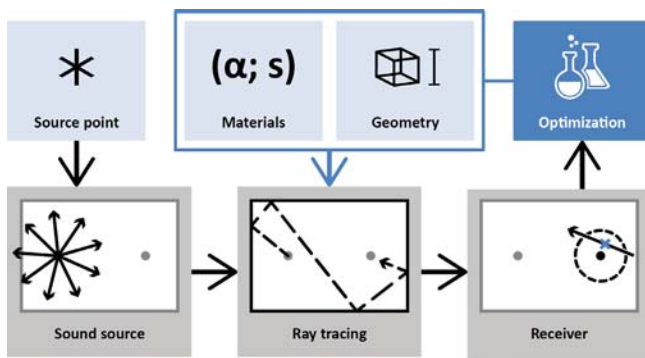 Source point
(α; s)
Materials
Geometry
Optimization
Sound source
Ray tracing
Receiver